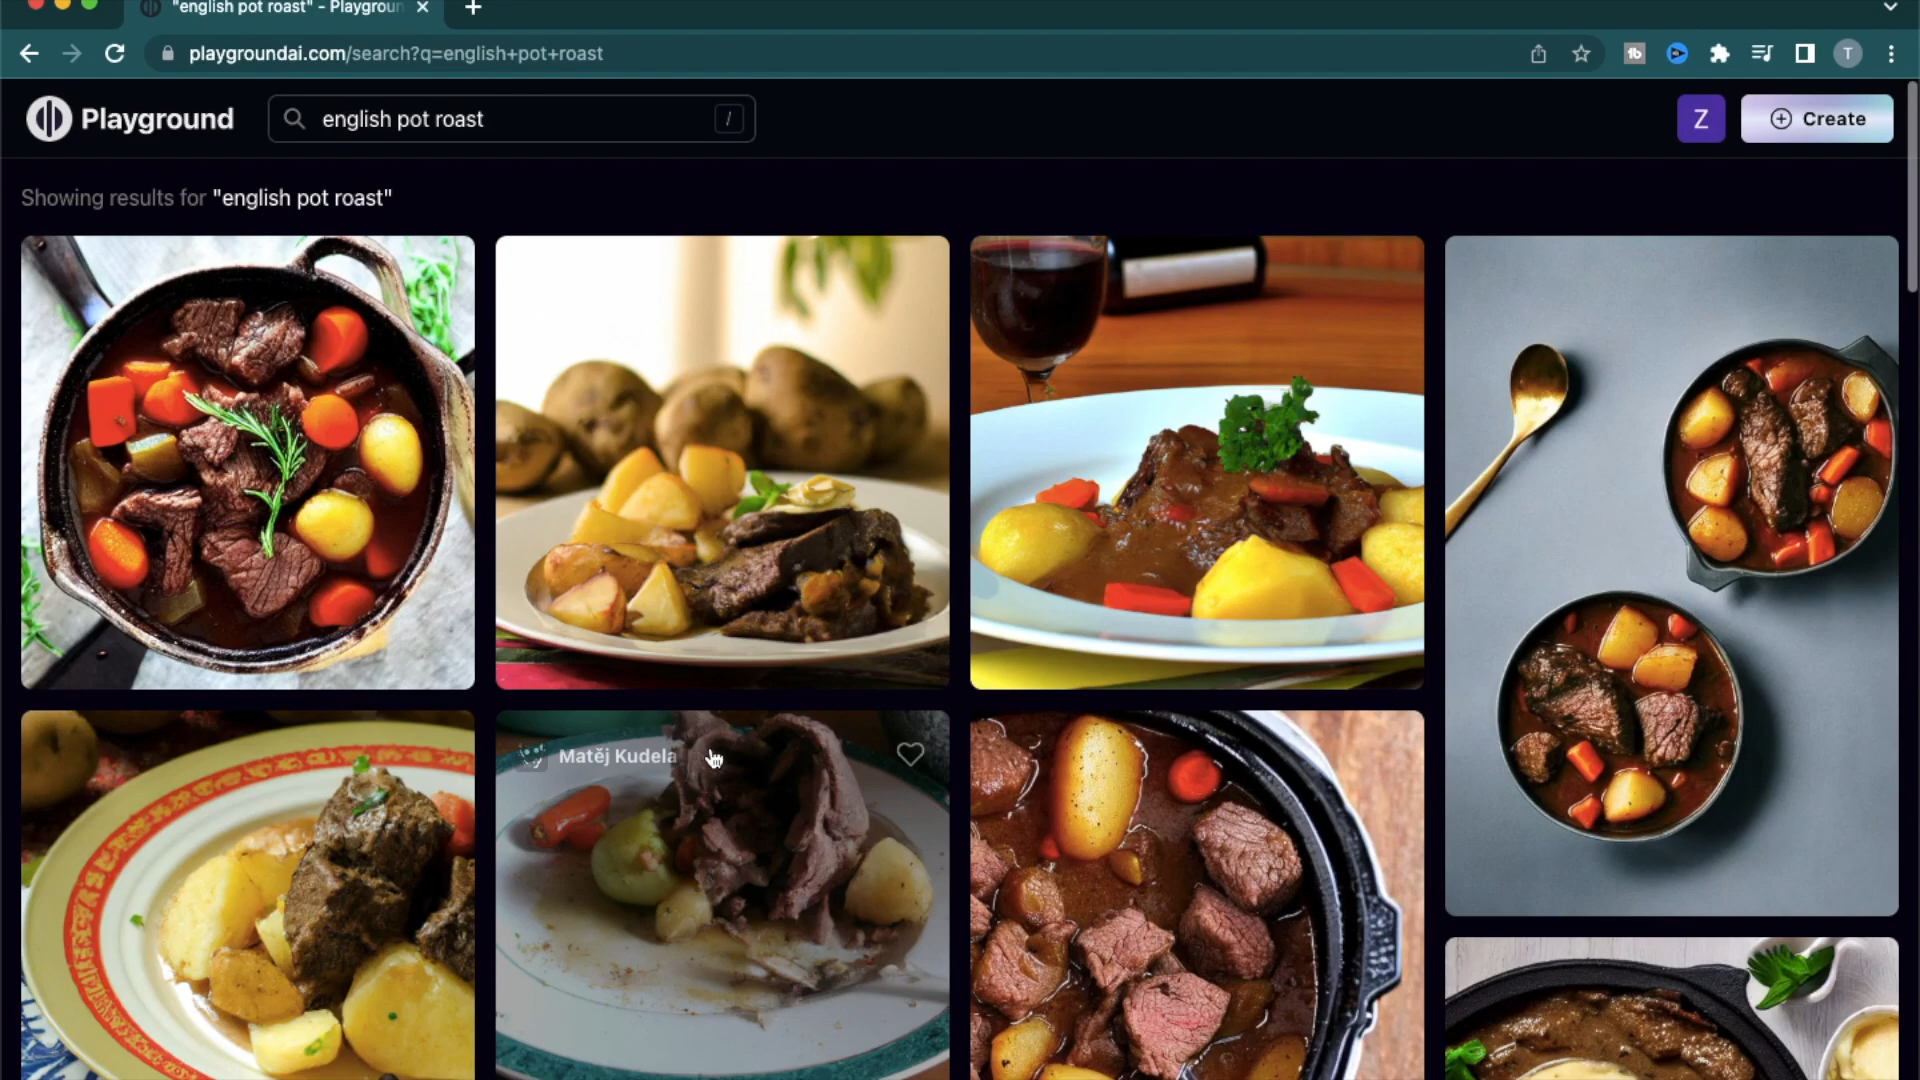 "english pot roast" - Playgroun
playgroundai.com/search?q=english+pot+roast
T
Playground
english pot roast
/
Z
Create
Showing results for "english pot roast"
Matěj Kudela